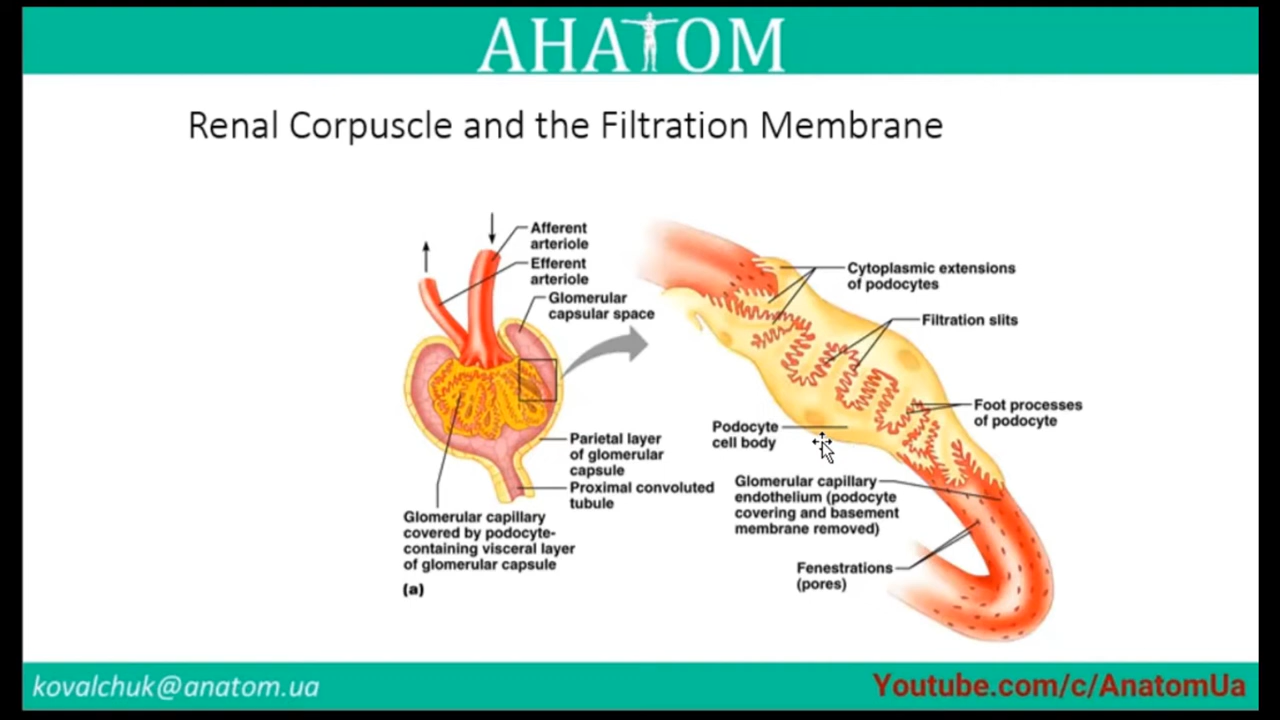 AHATOM
Renal Corpuscle and the Filtration Membrane
Afferent
arteriole
Efferent
arteriole
Glomerular
capsular space
Parietal layer
of glomerular
capsule
Proximal convoluted
tubule
Glomerular capillary
covered by podocyte-
containing visceral layer
of glomerular capsule
(a)
Cytoplasmic extensions
of podocytes
Filtration slits
Foot processes
of podocyte
Podocyte
cell body
Glomerular capillary
endothelium (podocyte
covering and basement
membrane removed)
Fenestrations
(pores)
kovalchuk@anatom.ua
Youtube.com/c/AnatomUa